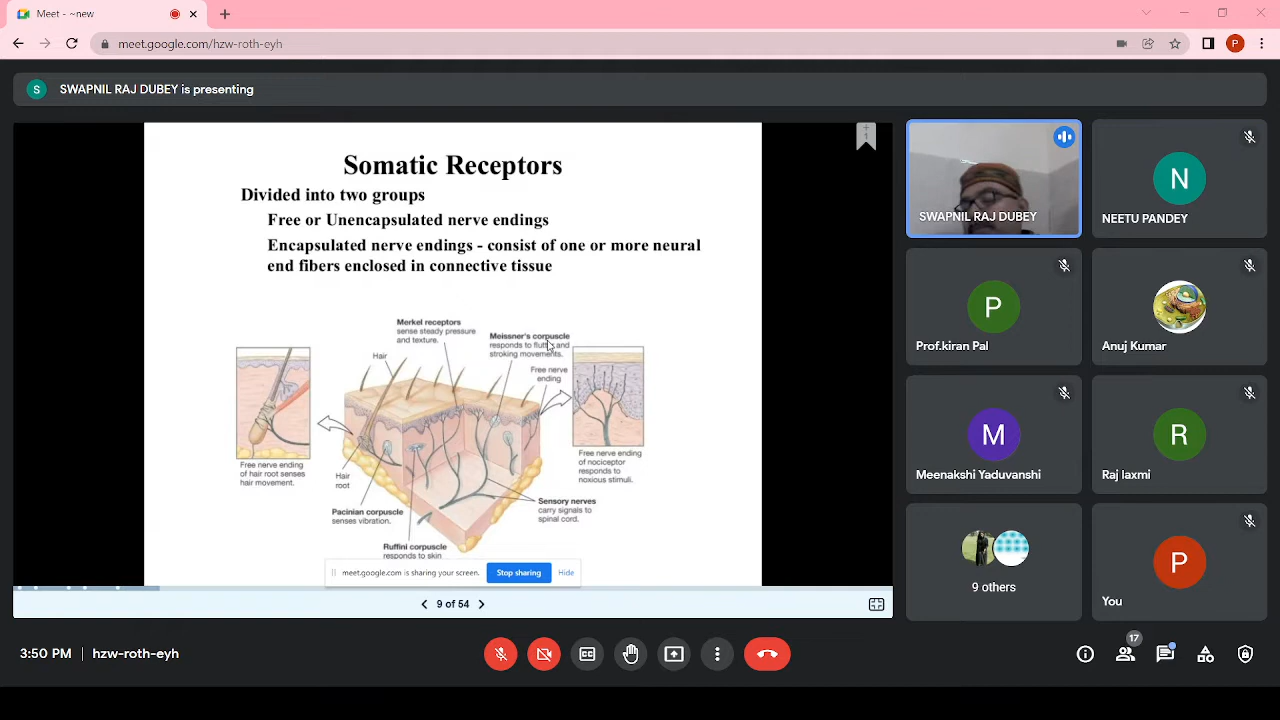 Meet - ~new
meet.google.com/hzw-roth-eyh
P
S
SWAPNIL RAJ DUBEY is presenting
1
Somatic Receptors
Divided into two groups
Free or Unencapsulated nerve endings
Encapsulated nerve endings - consist of one or more neural
end fibers enclosed in connective tissue
Merkel receptors
sense steady pressure
and texture.
Meissner's corpuscle
responds to and
stroking movements.
Hair
Free nerve
ending
Free nerve ending
of hair root senses
hair movement.
Hair
root
Free nerve ending
of nociceptor
responds to
noxious stimuli.
Pacinian corpuscle
senses vibration.
Sensory nerves
carry signals to
spinal cord.
Ruffini corpuscle
responds to skin
meet.google.com is sharing your screen.
Stop sharing
Hide
9 of 54
SWAPNIL RAJ DUBEY
N
NEETU PANDEY
P
Prof.kiran Pal
Anuj Kumar
M
Meenakshi Yaduvanshi
R
Raj laxmi
9 others
P
You
3:50 PM | hzw-roth-eyh
17